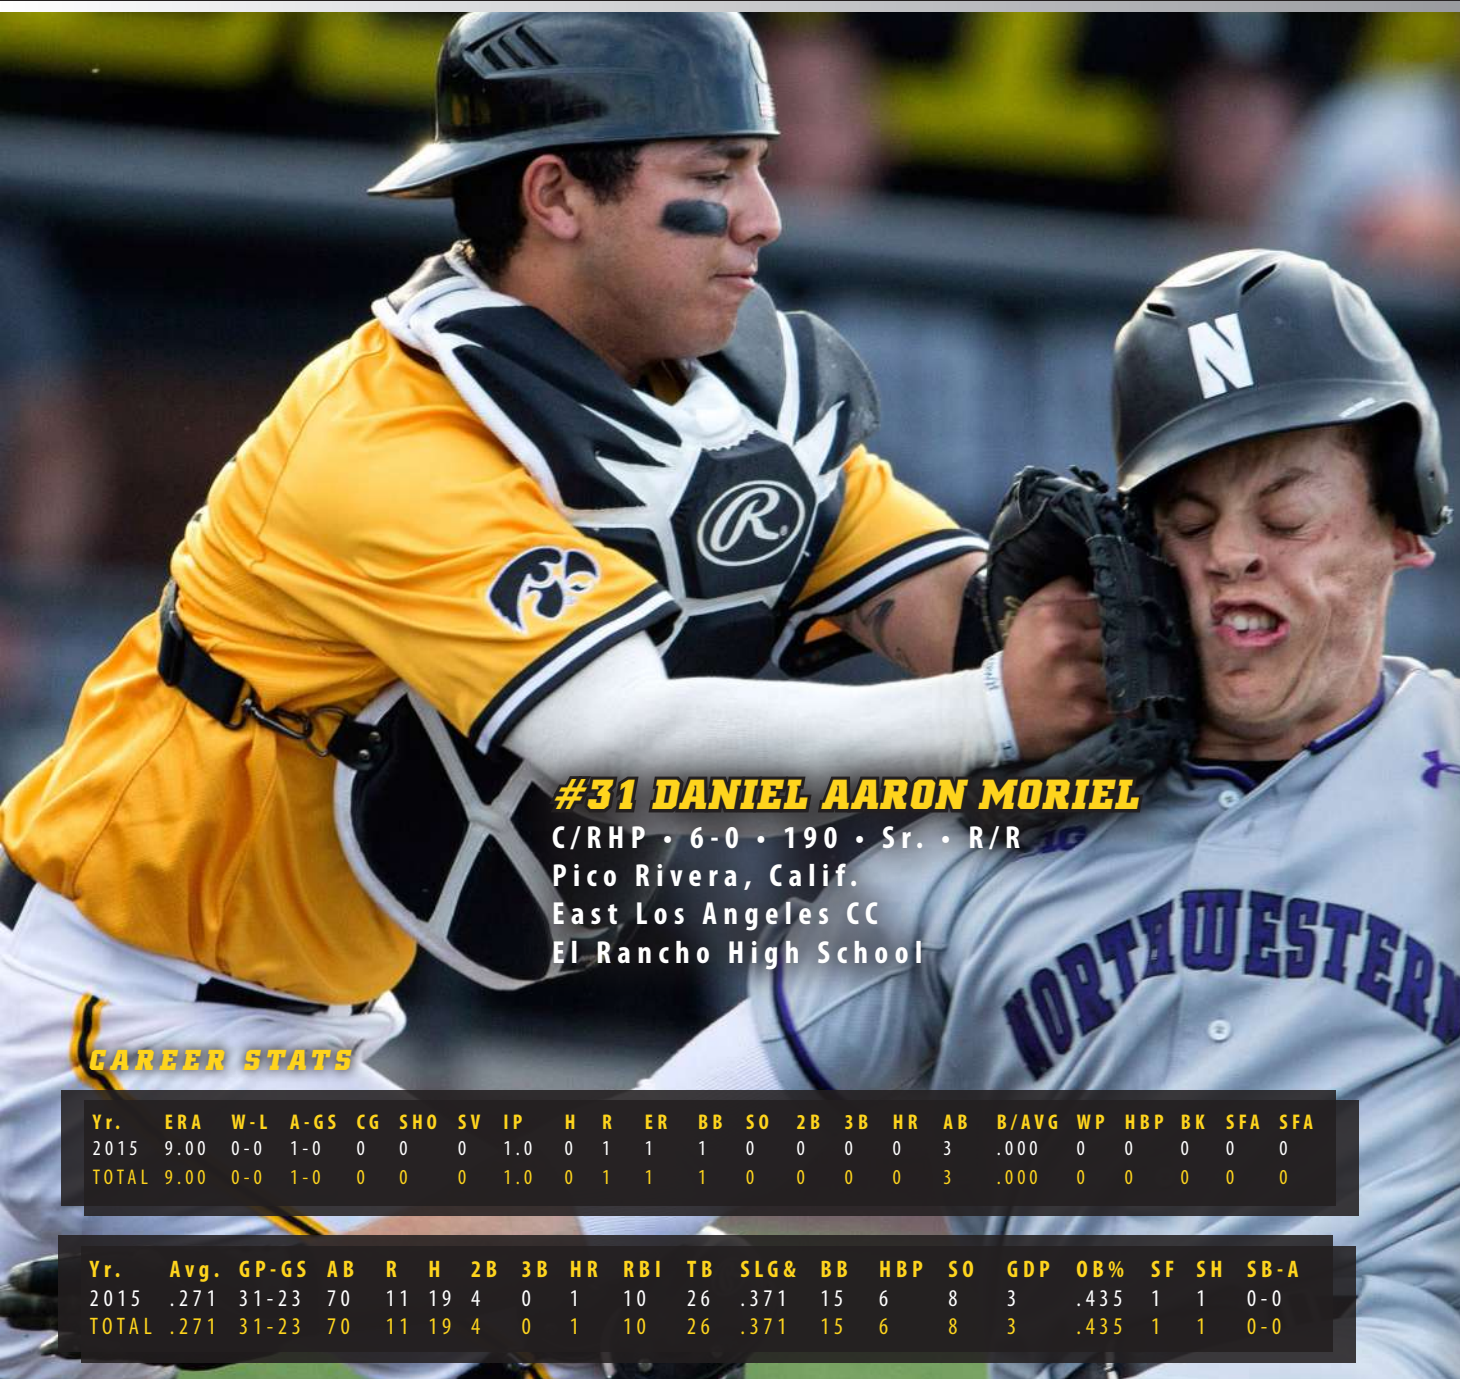 N
R
#31 DANIEL AARON MORIEL
C/RHP • 6-0 • 190 • Sr. • R/R
Pico Rivera, Calif.
East Los Angeles CC
El Rancho High School
NORTHWESTERN
CAREER STATS
Yr. ERA W-L A-GS CG SHO SV IP H R ER BB SO 2B 3B HR AB B/AVG WP HBP BK SFA SFA
2015 9.00 0-0 1-0 0 0 0 1.0 0 1 1 1 0 0 0 0 3 .000 0 0 0 0 0
TOTAL 9.00 0-0 1-0 0 0 0 1.0 0 1 1 1 0 0 0 0 3 .000 0 0 0 0 0
Yr. Avg. GP-GS AB R H 2B 3B HR RBI TB SLG& BB HBP SO GDP OB% SF SH SB-A
2015 .271 31-23 70 11 19 4 0 1 10 26 .371 15 6 8 3 .435 1 1 0-0
TOTAL .271 31-23 70 11 19 4 0 1 10 26 .371 15 6 8 3 .435 1 1 0-0